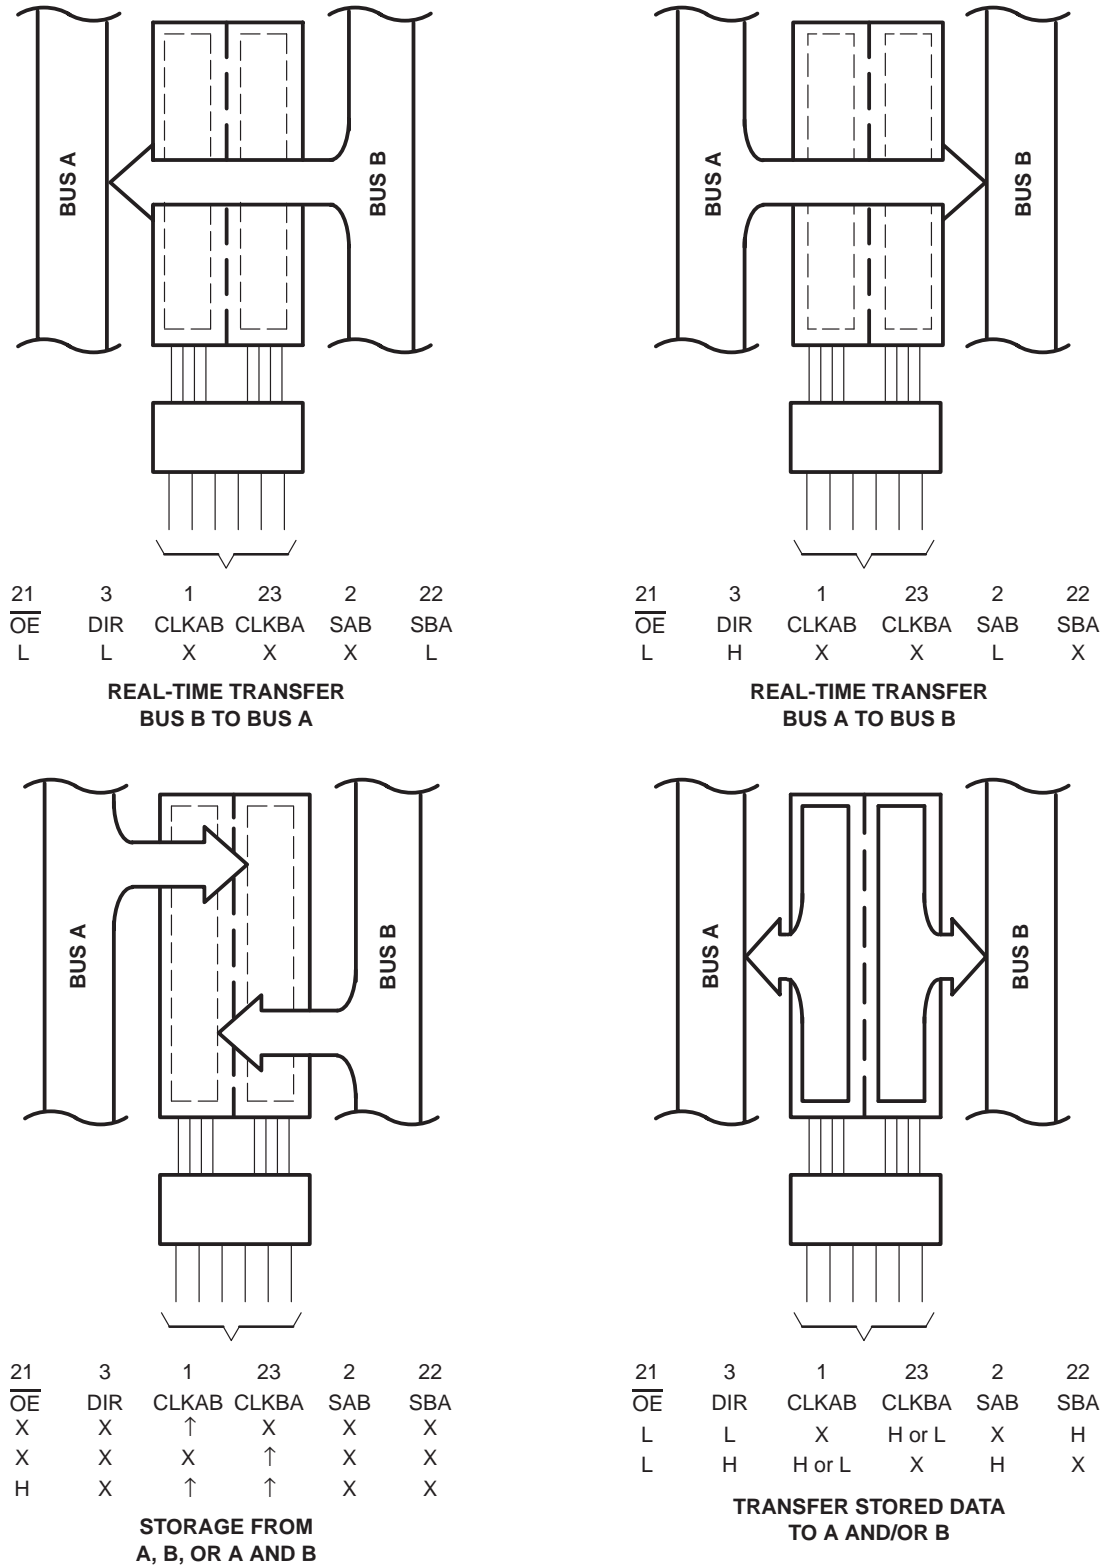 BUS A
BUS B
21 3 1 23 2 22
OE DIR CLKAB CLKBA SAB SBA
L L X X X L
REAL-TIME TRANSFER
BUS B TO BUS A
BUS A
BUS B
21 3 1 23 2 22
OE DIR CLKAB CLKBA SAB SBA
L H X X L X
REAL-TIME TRANSFER
BUS A TO BUS B
BUS A
BUS B
21 3 1 23 2 22
OE DIR CLKAB CLKBA SAB SBA
X X ↑ X X X
X X X ↑ X X
H X ↑ ↑ X X
STORAGE FROM
A, B, OR A AND B
BUS A
BUS B
21 3 1 23 2 22
OE DIR CLKAB CLKBA SAB SBA
L L X H or L X H
L H H or L X H X
TRANSFER STORED DATA
TO A AND/OR B